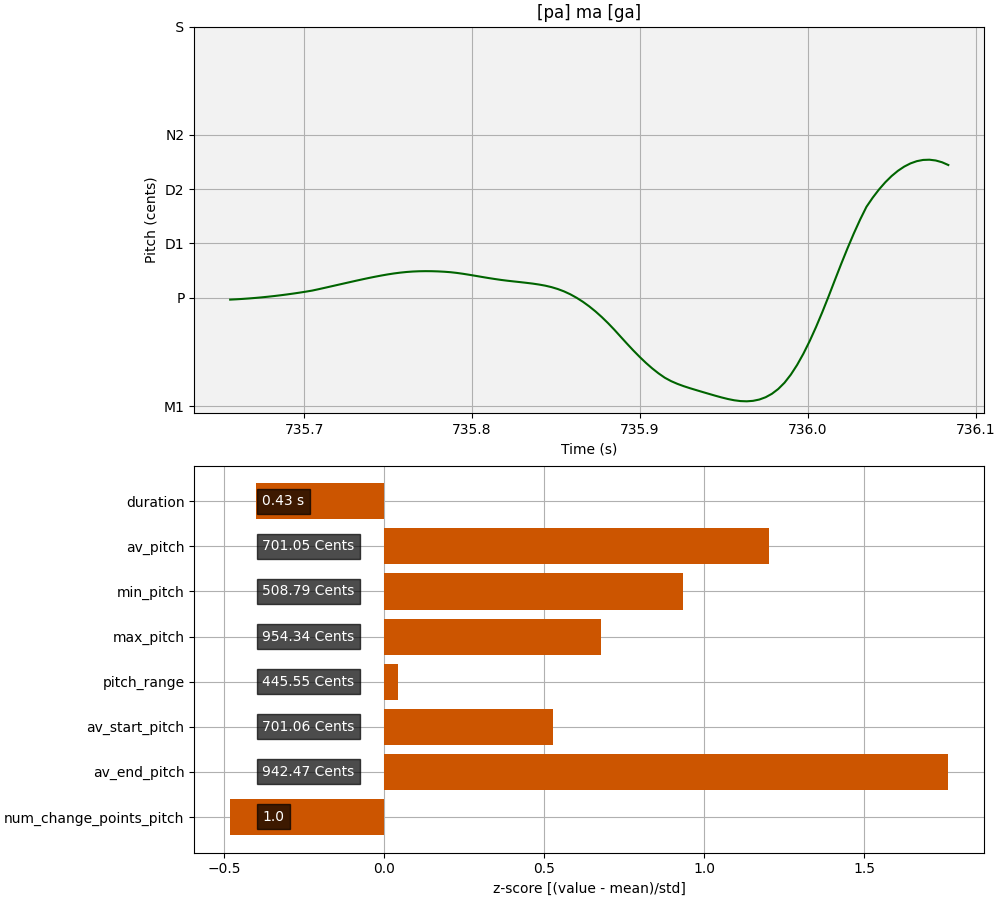 [pa] ma [ga]
S
N2
D2
D1
P
M1
Pitch (cents)
735.7 735.8 735.9 736.0 736.1
Time (s)
duration 0.43 s
av_pitch 701.05 Cents
min_pitch 508.79 Cents
max_pitch 954.34 Cents
pitch_range 445.55 Cents
av_start_pitch 701.06 Cents
av_end_pitch 942.47 Cents
num_change_points_pitch 1.0
−0.5 0.0 0.5 1.0 1.5
z-score [(value - mean)/std]